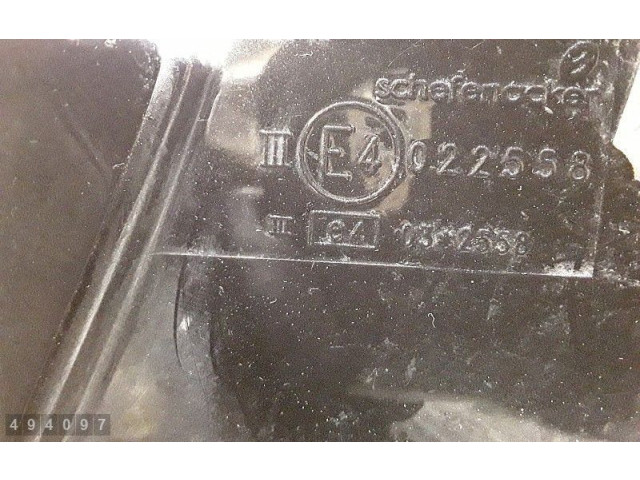 schefenacker
III E4 022558
III e4 03*2558
494097